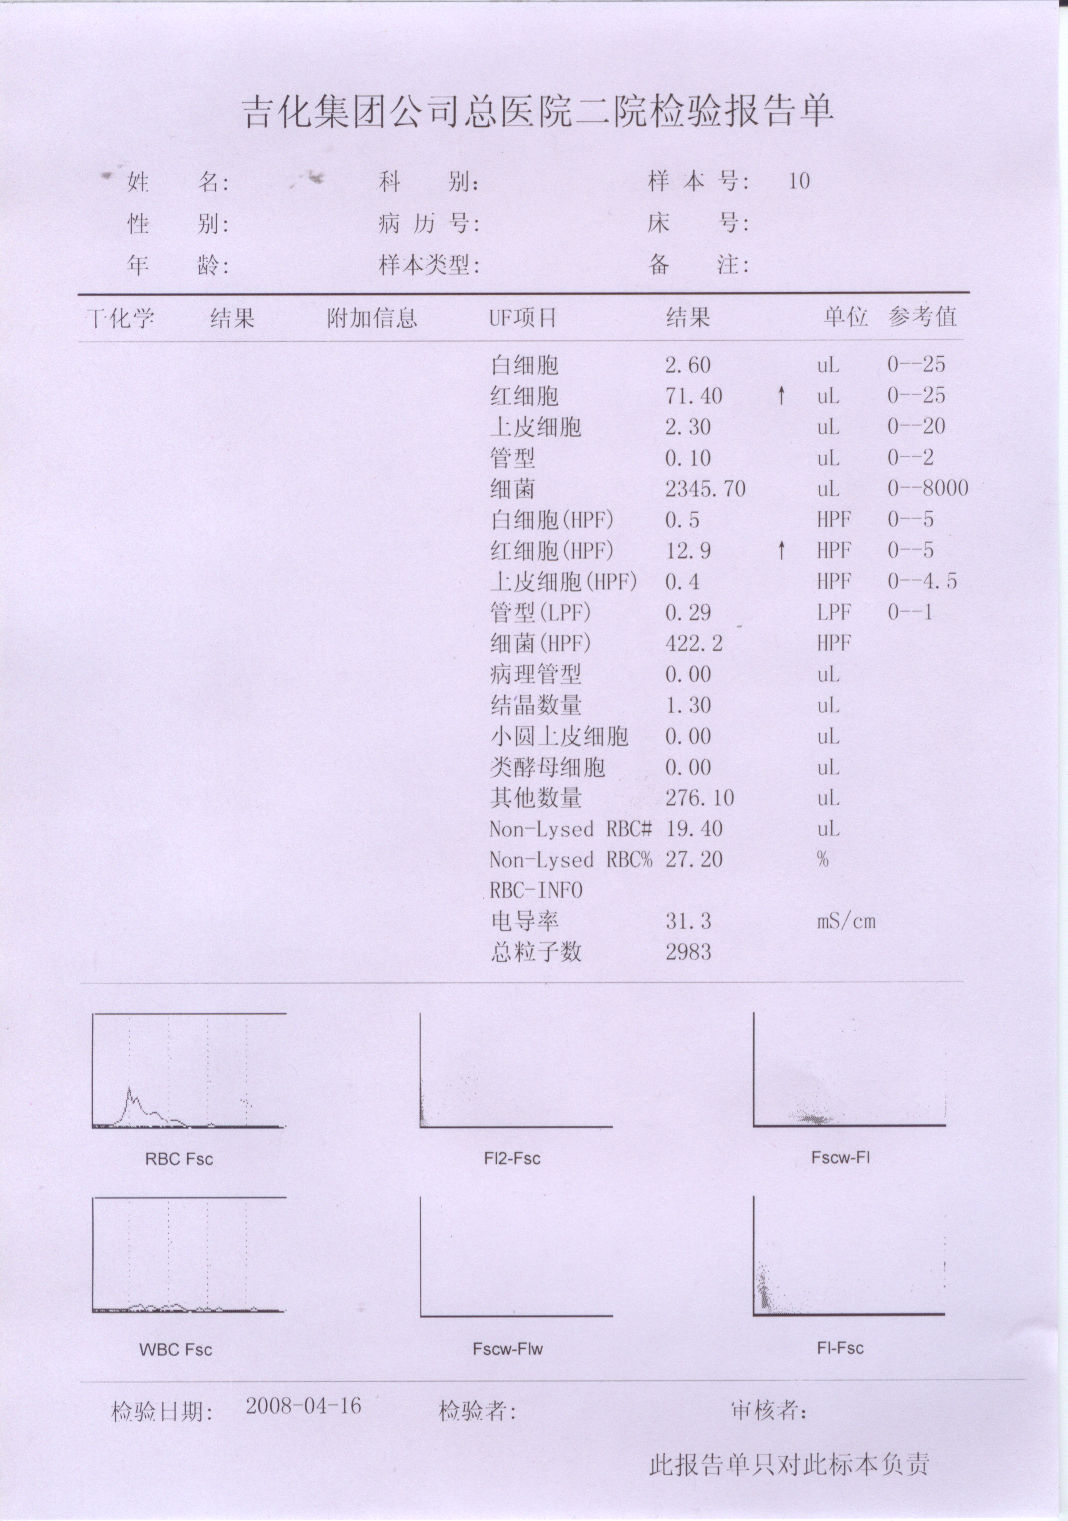 吉化集团公司总医院二院检验报告单
姓 名: 科 别: 样 本 号: 10
性 别: 病 历 号: 床 号:
年 龄: 样本类型: 备 注:
干化学 结果 附加信息 UF项目 结果 单位 参考值
白细胞 2.60 uL 0--25
红细胞 71.40 ↑ uL 0--25
上皮细胞 2.30 uL 0--20
管型 0.10 uL 0--2
细菌 2345.70 uL 0--8000
白细胞(HPF) 0.5 HPF 0--5
红细胞(HPF) 12.9 ↑ HPF 0--5
上皮细胞(HPF) 0.4 HPF 0--4.5
管型(LPF) 0.29 LPF 0--1
细菌(HPF) 422.2 HPF
病理管型 0.00 uL
结晶数量 1.30 uL
小圆上皮细胞 0.00 uL
类酵母细胞 0.00 uL
其他数量 276.10 uL
Non-Lysed RBC# 19.40 uL
Non-Lysed RBC% 27.20 %
RBC-INFO
电导率 31.3 mS/cm
总粒子数 2983
RBC Fsc Fl2-Fsc Fscw-Fl
WBC Fsc Fscw-Flw Fl-Fsc
检验日期: 2008-04-16 检验者: 审核者:
此报告单只对此标本负责